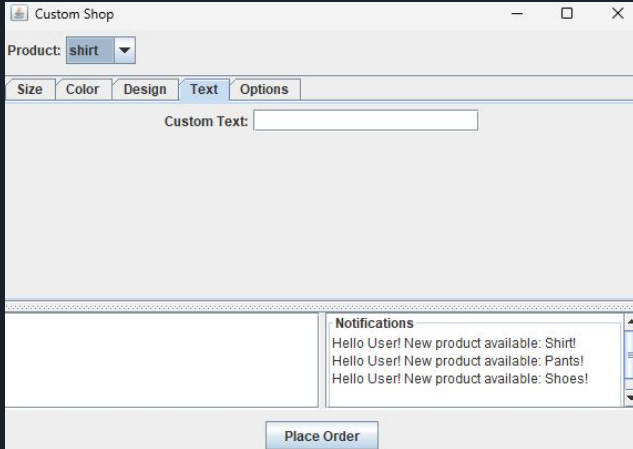 Custom Shop
Product: shirt
Size Color Design Text Options
Custom Text:
Notifications
Hello User! New product available: Shirt!
Hello User! New product available: Pants!
Hello User! New product available: Shoes!
Place Order